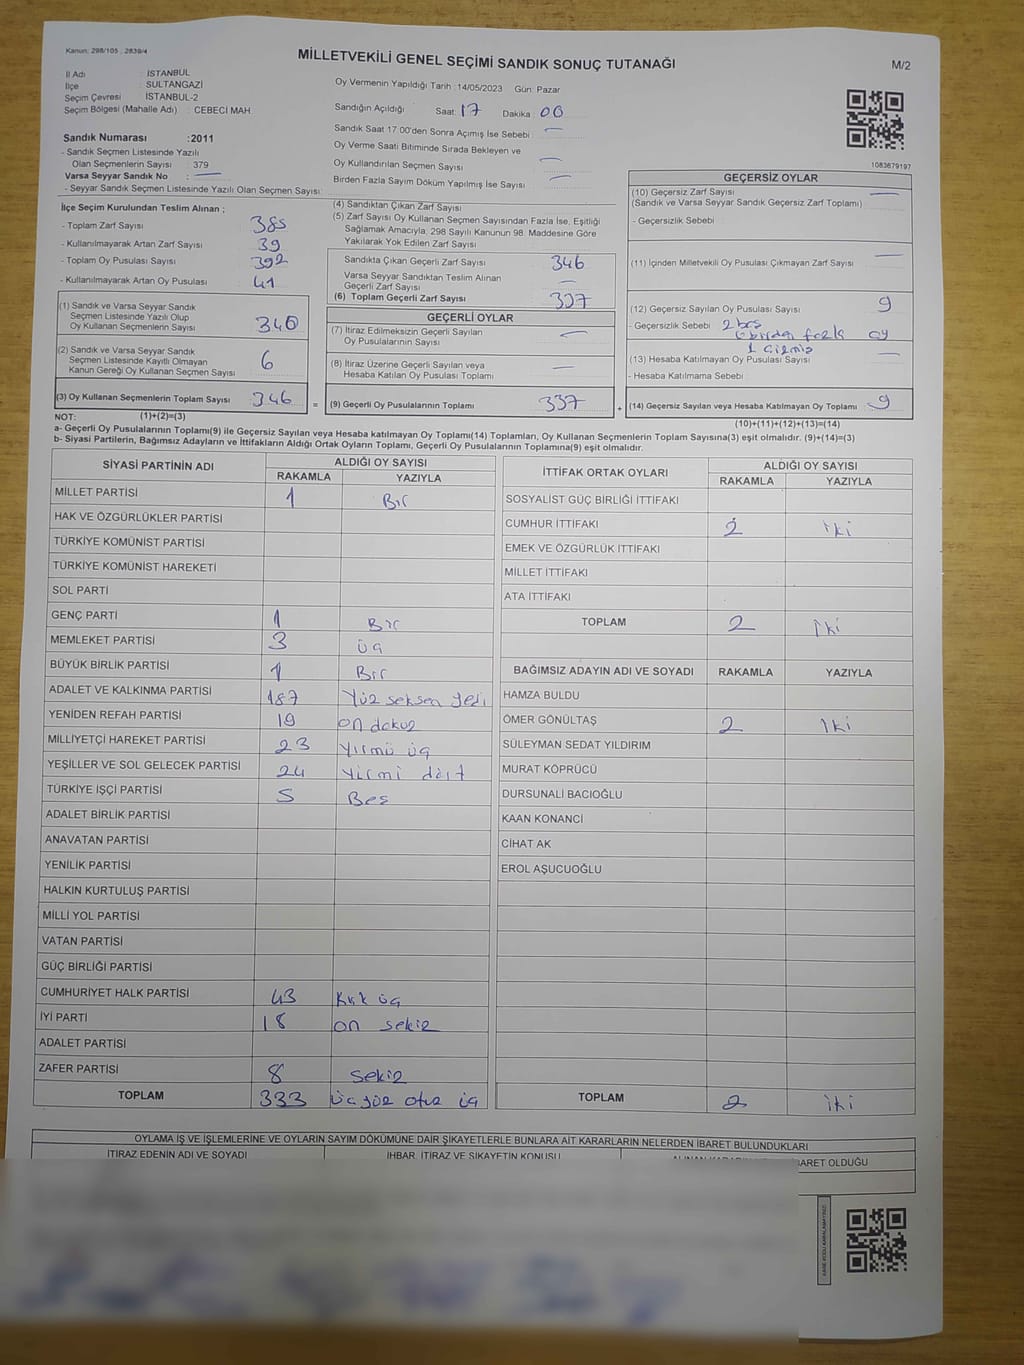 Kanun: 298/105 , 2839/4
MİLLETVEKİLİ GENEL SEÇİMİ SANDIK SONUÇ TUTANAĞI
M/2
İl Adı : İSTANBUL
İlçe : SULTANGAZİ
Seçim Çevresi : İSTANBUL-2
Seçim Bölgesi (Mahalle Adı) : CEBECİ MAH.
Sandık Numarası :2011
- Sandık Seçmen Listesinde Yazılı
Olan Seçmenlerin Sayısı : 379
Varsa Seyyar Sandık No : —
- Seyyar Sandık Seçmen Listesinde Yazılı Olan Seçmen Sayısı:
Oy Vermenin Yapıldığı Tarih : 14/05/2023 Gün: Pazar
Sandığın Açıldığı Saat: 17 Dakika : 00
Sandık Saat 17.00'den Sonra Açımış İse Sebebi : —
Oy Verme Saati Bitiminde Sırada Bekleyen ve
Oy Kullandırılan Seçmen Sayısı —
Birden Fazla Sayım Döküm Yapılmış İse Sayısı —
1083679197
İlçe Seçim Kurulundan Teslim Alınan ;
- Toplam Zarf Sayısı 385
- Kullanılmayarak Artan Zarf Sayısı 39
- Toplam Oy Pusulası Sayısı 392
- Kullanılmayarak Artan Oy Pusulası 41
(1) Sandık ve Varsa Seyyar Sandık
Seçmen Listesinde Yazılı Olup
Oy Kullanan Seçmenlerin Sayısı 340
(2) Sandık ve Varsa Seyyar Sandık
Seçmen Listesinde Kayıtlı Olmayan
Kanun Gereği Oy Kullanan Seçmen Sayısı 6
(3) Oy Kullanan Seçmenlerin Toplam Sayısı 346 =
(4) Sandıktan Çıkan Zarf Sayısı
(5) Zarf Sayısı Oy Kullanan Seçmen Sayısından Fazla İse, Eşitliği
Sağlamak Amacıyla, 298 Sayılı Kanunun 98. Maddesine Göre
Yakılarak Yok Edilen Zarf Sayısı
Sandıkta Çıkan Geçerli Zarf Sayısı 346
Varsa Seyyar Sandıktan Teslim Alınan
Geçerli Zarf Sayısı —
(6) Toplam Geçerli Zarf Sayısı 337
GEÇERLİ OYLAR
(7) İtiraz Edilmeksizin Geçerli Sayılan
Oy Pusulalarının Sayısı —
(8) İtiraz Üzerine Geçerli Sayılan veya
Hesaba Katılan Oy Pusulası Toplamı —
(9) Geçerli Oy Pusulalarının Toplamı 337 +
GEÇERSİZ OYLAR
(10) Geçersiz Zarf Sayısı —
(Sandık ve Varsa Seyyar Sandık Geçersiz Zarf Toplamı)
- Geçersizlik Sebebi :
(11) İçinden Milletvekili Oy Pusulası Çıkmayan Zarf Sayısı —
(12) Geçersiz Sayılan Oy Pusulası Sayısı 9
- Geçersizlik Sebebi : 2 boş
6 birden fazla oy
1 çizmiş
(13) Hesaba Katılmayan Oy Pusulası Sayısı —
- Hesaba Katılmama Sebebi :
(14) Geçersiz Sayılan veya Hesaba Katılmayan Oy Toplamı 9
NOT: (1)+(2)=(3)
(10)+(11)+(12)+(13)=(14)
a- Geçerli Oy Pusulalarının Toplamı(9) ile Geçersiz Sayılan veya Hesaba katılmayan Oy Toplamı(14) Toplamları, Oy Kullanan Seçmenlerin Toplam Sayısına(3) eşit olmalıdır. (9)+(14)=(3)
b- Siyasi Partilerin, Bağımsız Adayların ve İttifakların Aldığı Ortak Oyların Toplamı, Geçerli Oy Pusulalarının Toplamına(9) eşit olmalıdır.
SİYASİ PARTİNİN ADI ALDIĞI OY SAYISI
RAKAMLA YAZIYLA
MİLLET PARTİSİ 1 Bir
HAK VE ÖZGÜRLÜKLER PARTİSİ
TÜRKİYE KOMÜNİST PARTİSİ
TÜRKİYE KOMÜNİST HAREKETİ
SOL PARTİ
GENÇ PARTİ 1 Bir
MEMLEKET PARTİSİ 3 üç
BÜYÜK BİRLİK PARTİSİ 1 Bir
ADALET VE KALKINMA PARTİSİ 187 Yüz seksen yedi
YENİDEN REFAH PARTİSİ 19 on dokuz
MİLLİYETÇİ HAREKET PARTİSİ 23 yirmi üç
YEŞİLLER VE SOL GELECEK PARTİSİ 24 yirmi dört
TÜRKİYE İŞÇİ PARTİSİ 5 Beş
ADALET BİRLİK PARTİSİ
ANAVATAN PARTİSİ
YENİLİK PARTİSİ
HALKIN KURTULUŞ PARTİSİ
MİLLİ YOL PARTİSİ
VATAN PARTİSİ
GÜÇ BİRLİĞİ PARTİSİ
CUMHURİYET HALK PARTİSİ 43 Kırk üç
İYİ PARTİ 18 on sekiz
ADALET PARTİSİ
ZAFER PARTİSİ 8 sekiz
TOPLAM 333 üç yüz otuz üç
İTTİFAK ORTAK OYLARI ALDIĞI OY SAYISI
RAKAMLA YAZIYLA
SOSYALİST GÜÇ BİRLİĞİ İTTİFAKI
CUMHUR İTTİFAKI 2 iki
EMEK VE ÖZGÜRLÜK İTTİFAKI
MİLLET İTTİFAKI
ATA İTTİFAKI
TOPLAM 2 iki
BAĞIMSIZ ADAYIN ADI VE SOYADI RAKAMLA YAZIYLA
HAMZA BULDU
ÖMER GÖNÜLTAŞ 2 iki
SÜLEYMAN SEDAT YILDIRIM
MURAT KÖPRÜCÜ
DURSUNALİ BACIOĞLU
KAAN KONANCİ
CİHAT AK
EROL AŞUCUOĞLU
TOPLAM 2 iki
OYLAMA İŞ VE İŞLEMLERİNE VE OYLARIN SAYIM DÖKÜMÜNE DAİR ŞİKAYETLERLE BUNLARA AİT KARARLARIN NELERDEN İBARET BULUNDUKLARI
İTİRAZ EDENİN ADI VE SOYADI İHBAR, İTİRAZ VE ŞİKAYETİN KONUSU
OLDUĞU